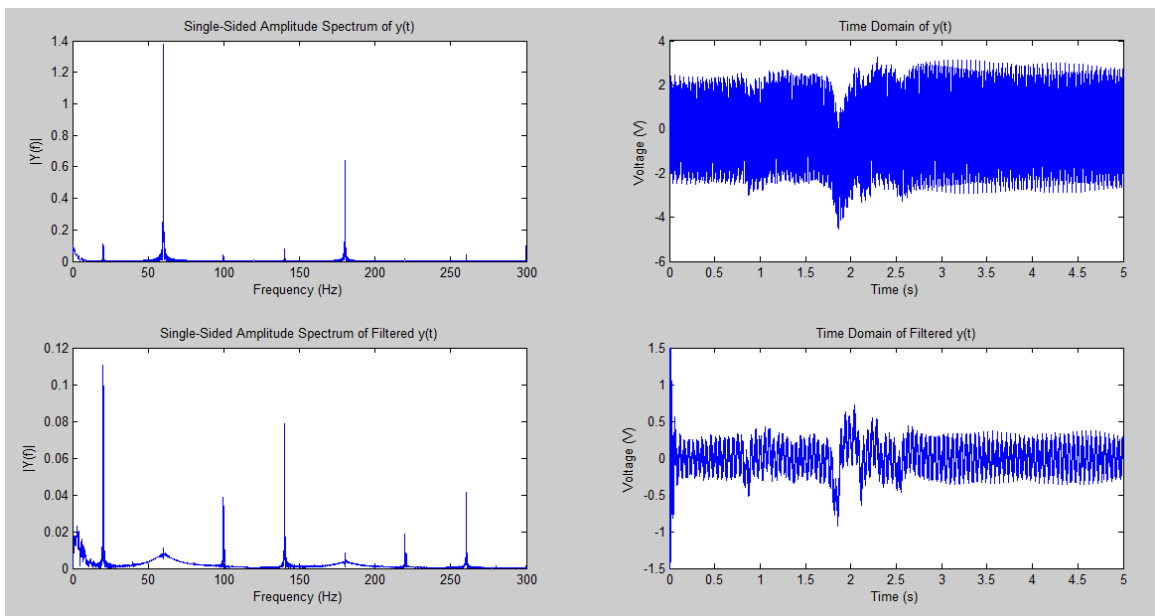 Single-Sided Amplitude Spectrum of y(t)
1.4
1.2
1
0.8
0.6
0.4
0.2
0
|Y(f)|
0 50 100 150 200 250 300
Frequency (Hz)
Time Domain of y(t)
4
2
0
-2
-4
-6
Voltage (V)
0 0.5 1 1.5 2 2.5 3 3.5 4 4.5 5
Time (s)
Single-Sided Amplitude Spectrum of Filtered y(t)
0.12
0.1
0.08
0.06
0.04
0.02
0
|Y(f)|
0 50 100 150 200 250 300
Frequency (Hz)
Time Domain of Filtered y(t)
1.5
1
0.5
0
-0.5
-1
-1.5
Voltage (V)
0 0.5 1 1.5 2 2.5 3 3.5 4 4.5 5
Time (s)